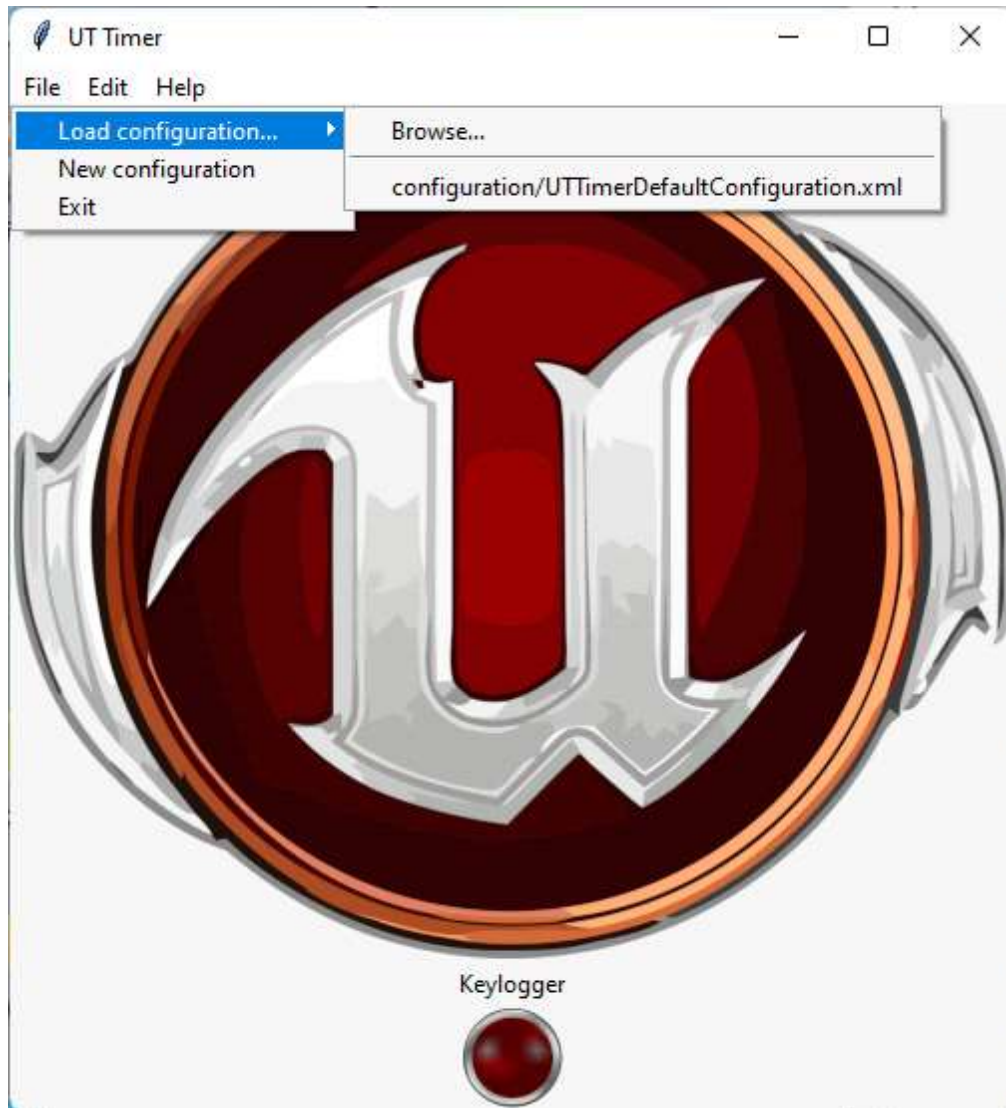 UT Timer
File Edit Help
Load configuration...
New configuration
Exit
Browse...
configuration/UTTimerDefaultConfiguration.xml
Keylogger